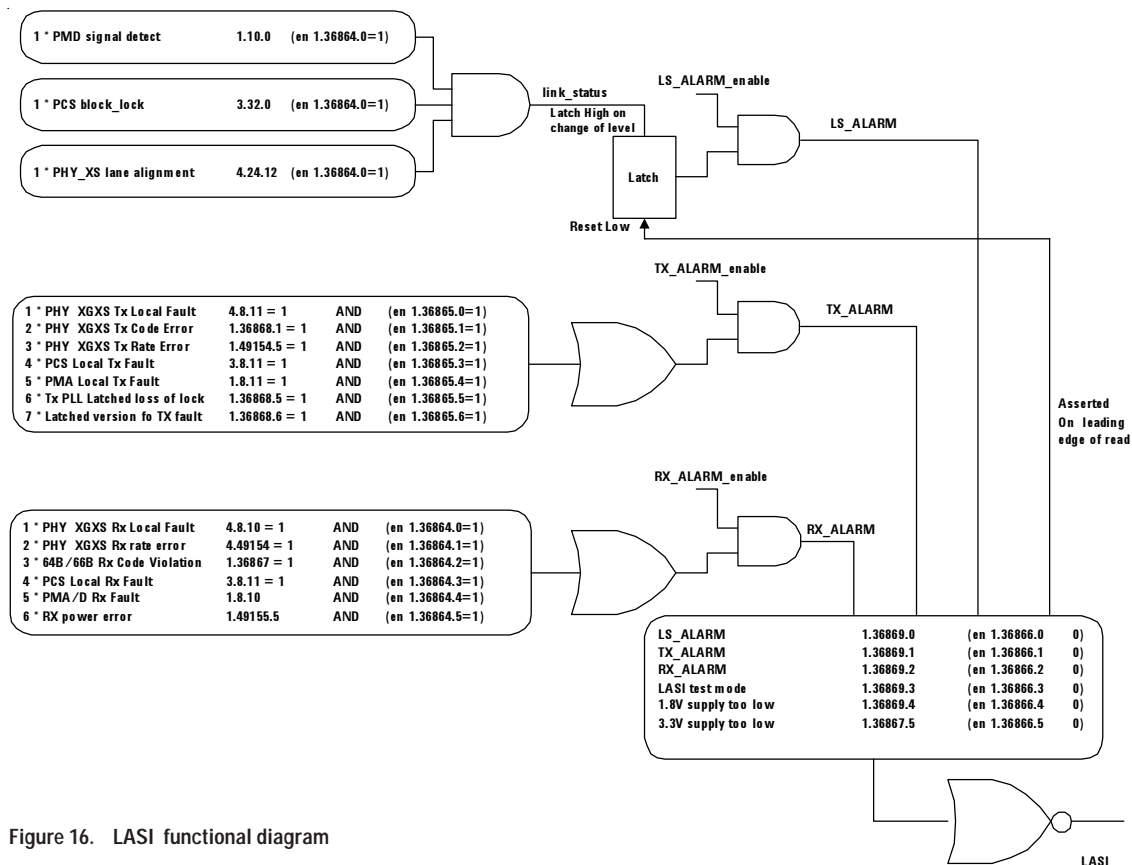 1 * PMD signal detect 1.10.0 (en 1.36864.0=1)
1 * PCS block_lock 3.32.0 (en 1.36864.0=1)
1 * PHY_XS lane alignment 4.24.12 (en 1.36864.0=1)
link_status
Latch High on
change of level
LS_ALARM_enable
LS_ALARM
Latch
Reset Low
TX_ALARM_enable
TX_ALARM
1 * PHY XGXS Tx Local Fault 4.8.11 = 1 AND (en 1.36865.0=1)
2 * PHY XGXS Tx Code Error 1.36868.1 = 1 AND (en 1.36865.1=1)
3 * PHY XGXS Tx Rate Error 1.49154.5 = 1 AND (en 1.36865.2=1)
4 * PCS Local Tx Fault 3.8.11 = 1 AND (en 1.36865.3=1)
5 * PMA Local Tx Fault 1.8.11 = 1 AND (en 1.36865.4=1)
6 * Tx PLL Latched loss of lock 1.36868.5 = 1 AND (en 1.36865.5=1)
7 * Latched version fo TX fault 1.36868.6 = 1 AND (en 1.36865.6=1)
Asserted
On leading
edge of read
RX_ALARM_enable
RX_ALARM
1 * PHY XGXS Rx Local Fault 4.8.10 = 1 AND (en 1.36864.0=1)
2 * PHY XGXS Rx rate error 4.49154 = 1 AND (en 1.36864.1=1)
3 * 64B/66B Rx Code Violation 1.36867 = 1 AND (en 1.36864.2=1)
4 * PCS Local Rx Fault 3.8.11 = 1 AND (en 1.36864.3=1)
5 * PMA/D Rx Fault 1.8.10 AND (en 1.36864.4=1)
6 * RX power error 1.49155.5 AND (en 1.36864.5=1)
LS_ALARM 1.36869.0 (en 1.36866.0 0)
TX_ALARM 1.36869.1 (en 1.36866.1 0)
RX_ALARM 1.36869.2 (en 1.36866.2 0)
LASI test mode 1.36869.3 (en 1.36866.3 0)
1.8V supply too low 1.36869.4 (en 1.36866.4 0)
3.3V supply too low 1.36867.5 (en 1.36866.5 0)
Figure 16. LASI functional diagram
LASI